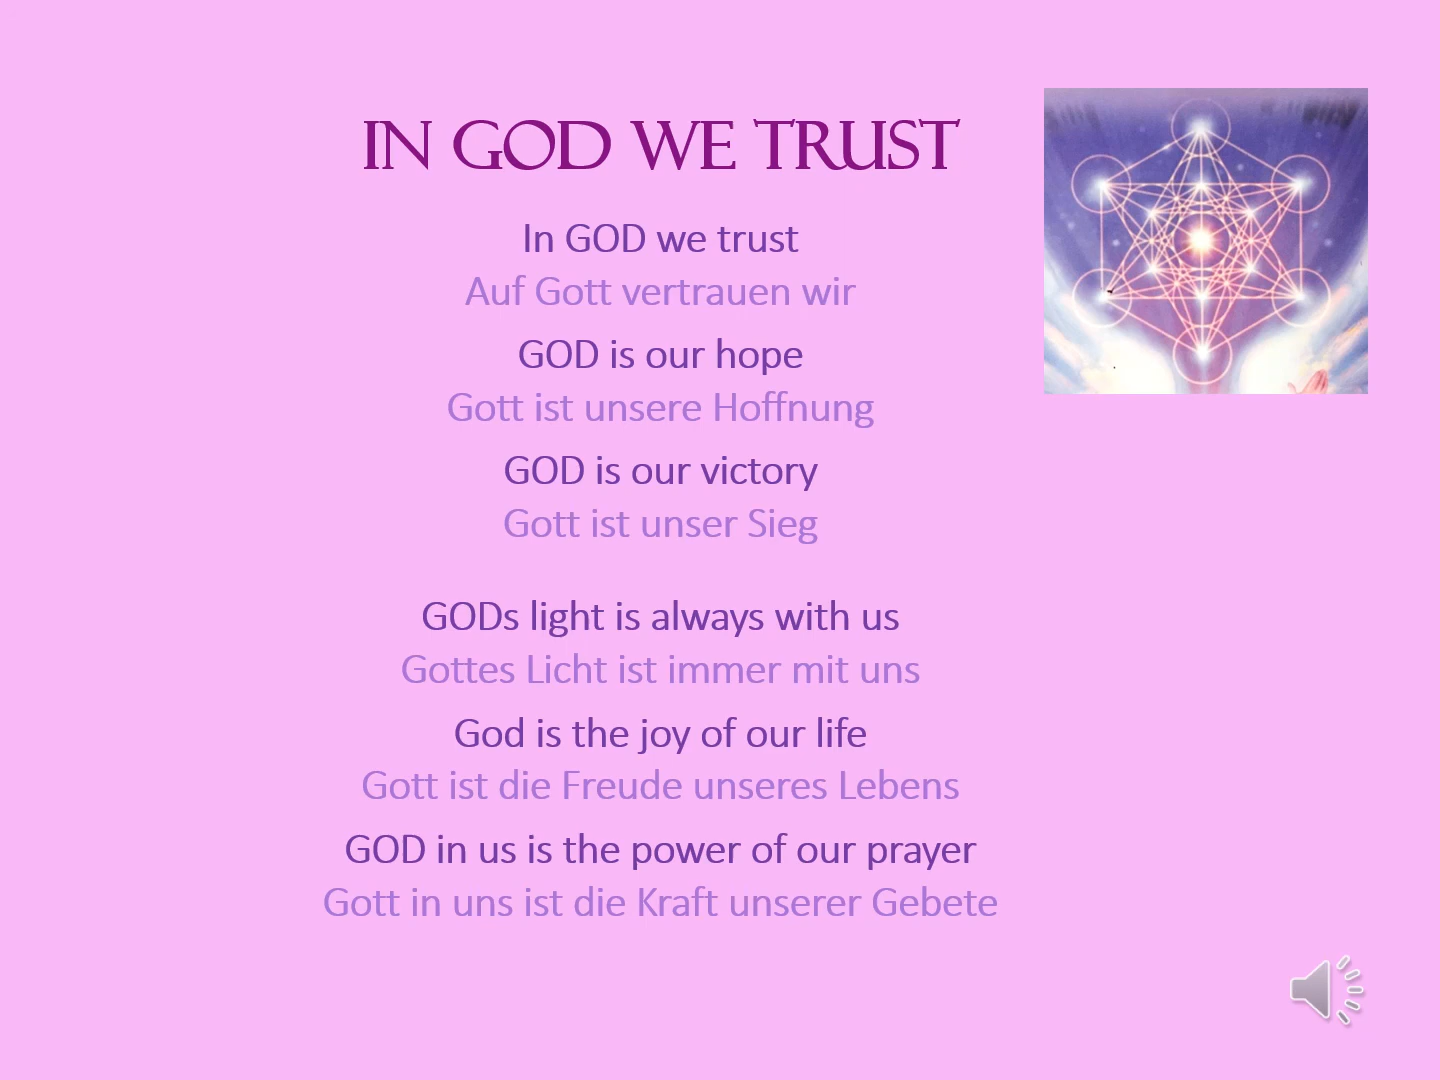 IN GOD WE TRUST
In GOD we trust
Auf Gott vertrauen wir
GOD is our hope
Gott ist unsere Hoffnung
GOD is our victory
Gott ist unser Sieg
GODs light is always with us
Gottes Licht ist immer mit uns
God is the joy of our life
Gott ist die Freude unseres Lebens
GOD in us is the power of our prayer
Gott in uns ist die Kraft unserer Gebete